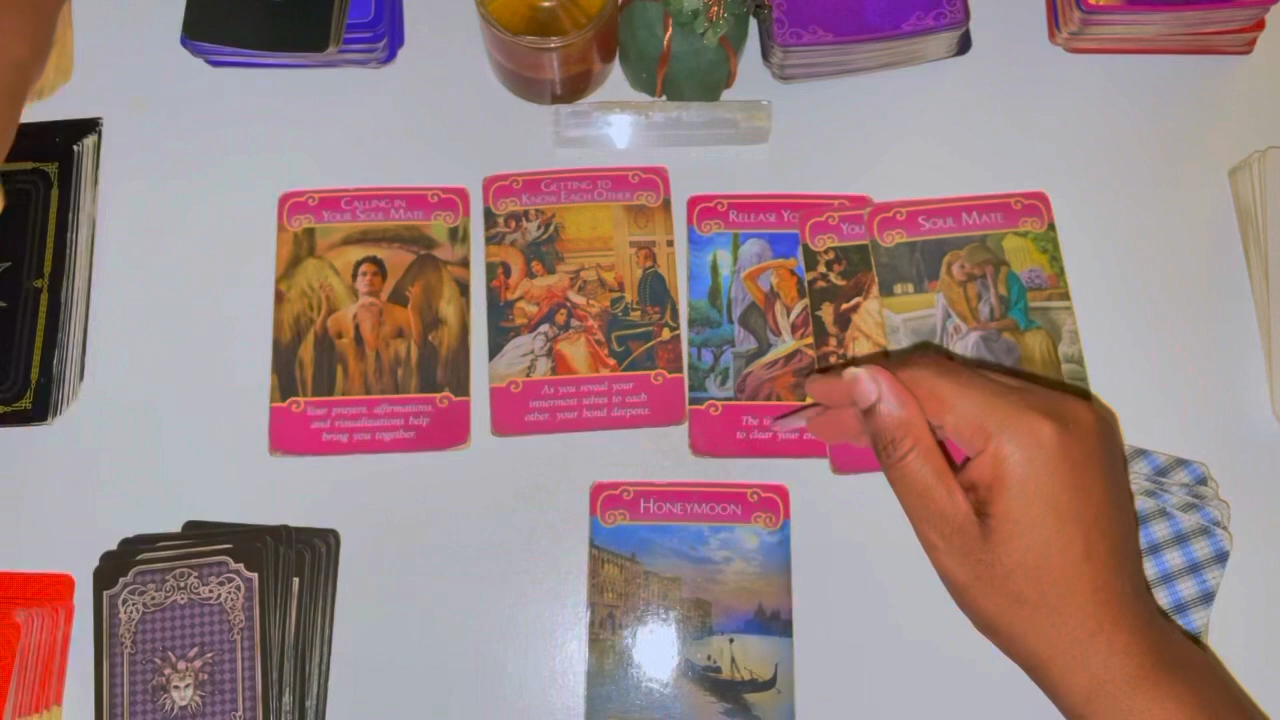 CALLING IN
YOUR SOUL MATE
Your prayers, affirmations,
and visualizations help
bring you together.
GETTING TO
KNOW EACH OTHER
As you reveal your
innermost selves to each
other, your bond deepens.
RELEASE
The
to clear your
YOU
SOUL MATE
HONEYMOON